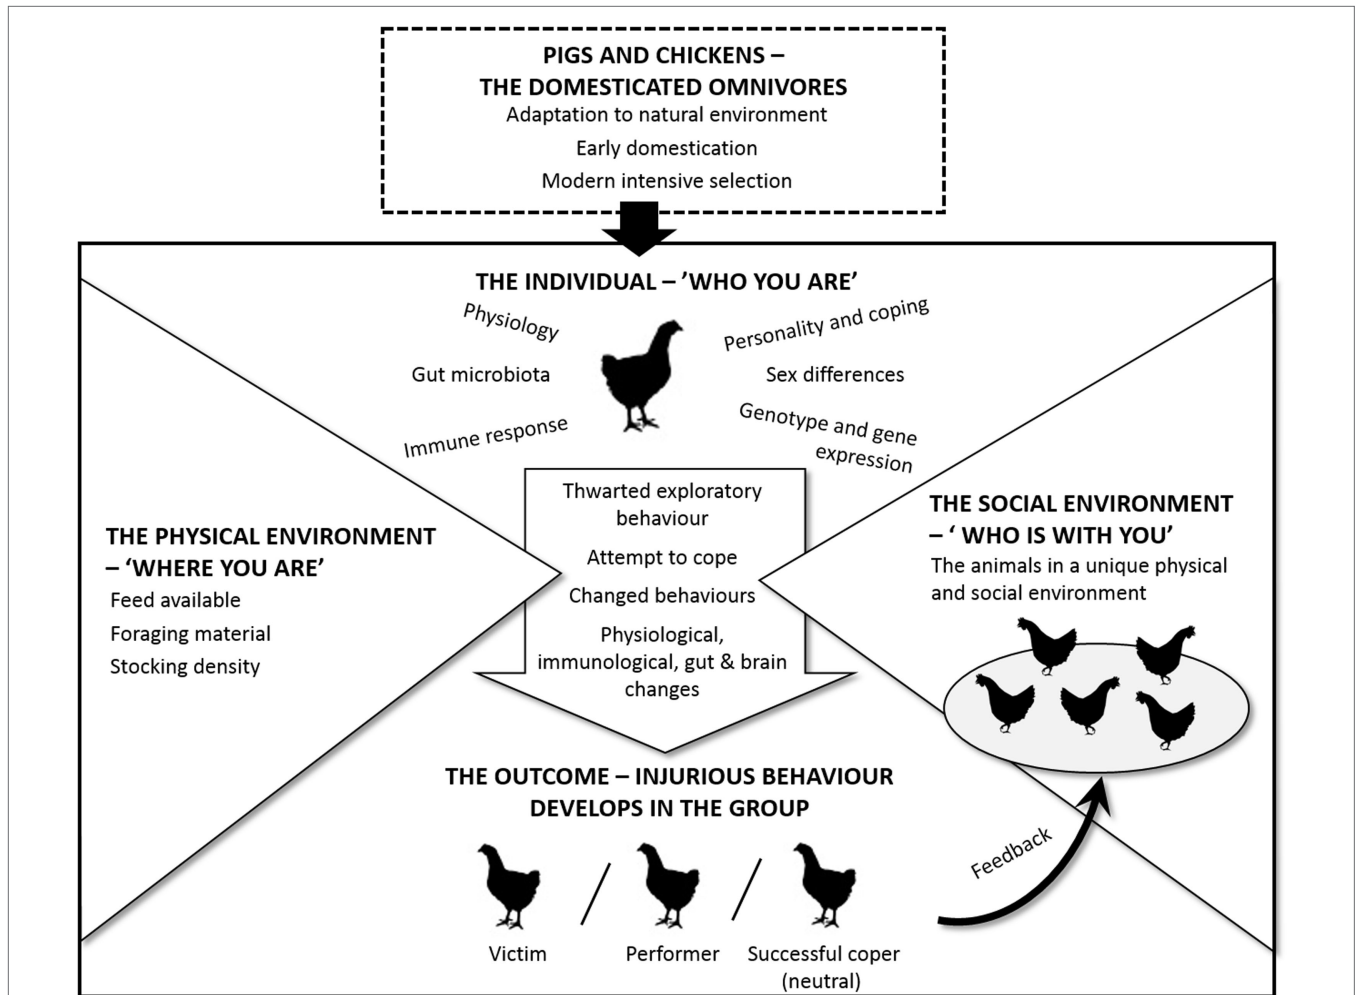 PIGS AND CHICKENS –
THE DOMESTICATED OMNIVORES
Adaptation to natural environment
Early domestication
Modern intensive selection
THE INDIVIDUAL – ’WHO YOU ARE’
Physiology
Gut microbiota
Immune response
Personality and coping
Sex differences
Genotype and gene
expression
Thwarted exploratory
behaviour
Attempt to cope
Changed behaviours
Physiological,
immunological, gut & brain
changes
THE PHYSICAL ENVIRONMENT
– ‘WHERE YOU ARE’
Feed available
Foraging material
Stocking density
THE SOCIAL ENVIRONMENT
– ‘ WHO IS WITH YOU’
The animals in a unique physical
and social environment
THE OUTCOME – INJURIOUS BEHAVIOUR
DEVELOPS IN THE GROUP
Feedback
Victim
Performer
Successful coper
(neutral)